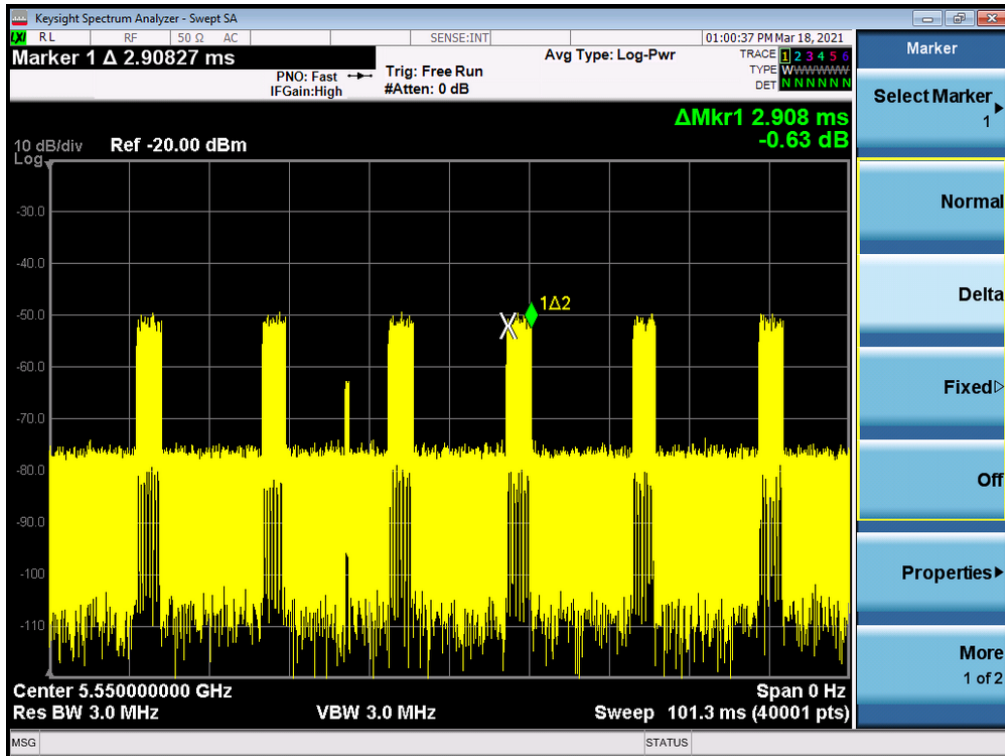 Keysight Spectrum Analyzer - Swept SA
LXI RL RF 50 Ω AC SENSE:INT 01:00:37 PM Mar 18, 2021
Marker 1 Δ 2.90827 ms
PNO: Fast
IFGain:High
Trig: Free Run
#Atten: 0 dB
Avg Type: Log-Pwr
TRACE 1 2 3 4 5 6
TYPE WWWWWW
DET N N N N N N
ΔMkr1 2.908 ms
-0.63 dB
10 dB/div Ref -20.00 dBm
Log
-30.0
-40.0
-50.0
1Δ2
-60.0
-70.0
-80.0
-90.0
-100
-110
Center 5.550000000 GHz Span 0 Hz
Res BW 3.0 MHz VBW 3.0 MHz Sweep 101.3 ms (40001 pts)
MSG STATUS
Marker
Select Marker
1
Normal
Delta
Fixed
Off
Properties
More
1 of 2